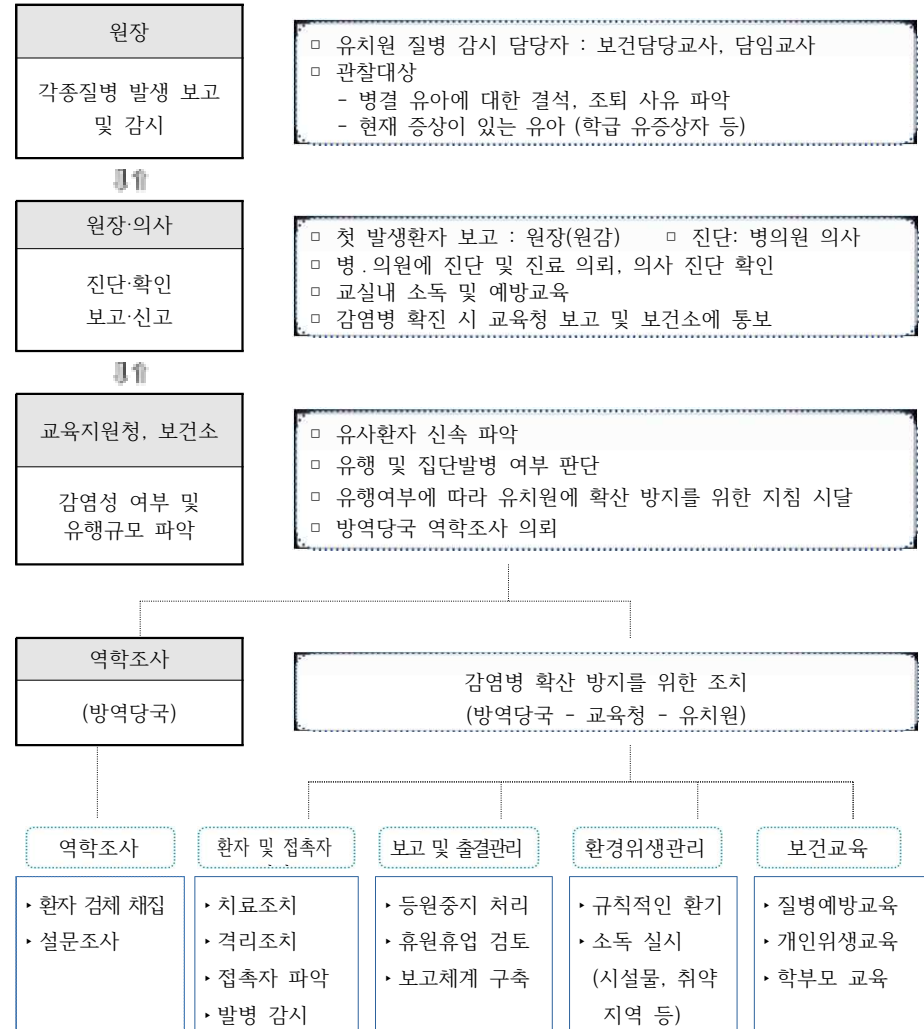 원장
각종질병 발생 보고
및 감시
▫ 유치원 질병 감시 담당자 : 보건담당교사, 담임교사
▫ 관찰대상
- 병결 유아에 대한 결석, 조퇴 사유 파악
- 현재 증상이 있는 유아 (학급 유증상자 등)
원장·의사
진단·확인
보고·신고
▫ 첫 발생환자 보고 : 원장(원감) ▫ 진단: 병의원 의사
▫ 병.의원에 진단 및 진료 의뢰, 의사 진단 확인
▫ 교실내 소독 및 예방교육
▫ 감염병 확진 시 교육청 보고 및 보건소에 통보
교육지원청, 보건소
감염성 여부 및
유행규모 파악
▫ 유사환자 신속 파악
▫ 유행 및 집단발병 여부 판단
▫ 유행여부에 따라 유치원에 확산 방지를 위한 지침 시달
▫ 방역당국 역학조사 의뢰
역학조사
(방역당국)
감염병 확산 방지를 위한 조치
(방역당국 - 교육청 - 유치원)
역학조사
‣ 환자 검체 채집
‣ 설문조사
환자 및 접촉자
‣ 치료조치
‣ 격리조치
‣ 접촉자 파악
‣ 발병 감시
보고 및 출결관리
‣ 등원중지 처리
‣ 휴원휴업 검토
‣ 보고체계 구축
환경위생관리
‣ 규칙적인 환기
‣ 소독 실시
(시설물, 취약
지역 등)
보건교육
‣ 질병예방교육
‣ 개인위생교육
‣ 학부모 교육